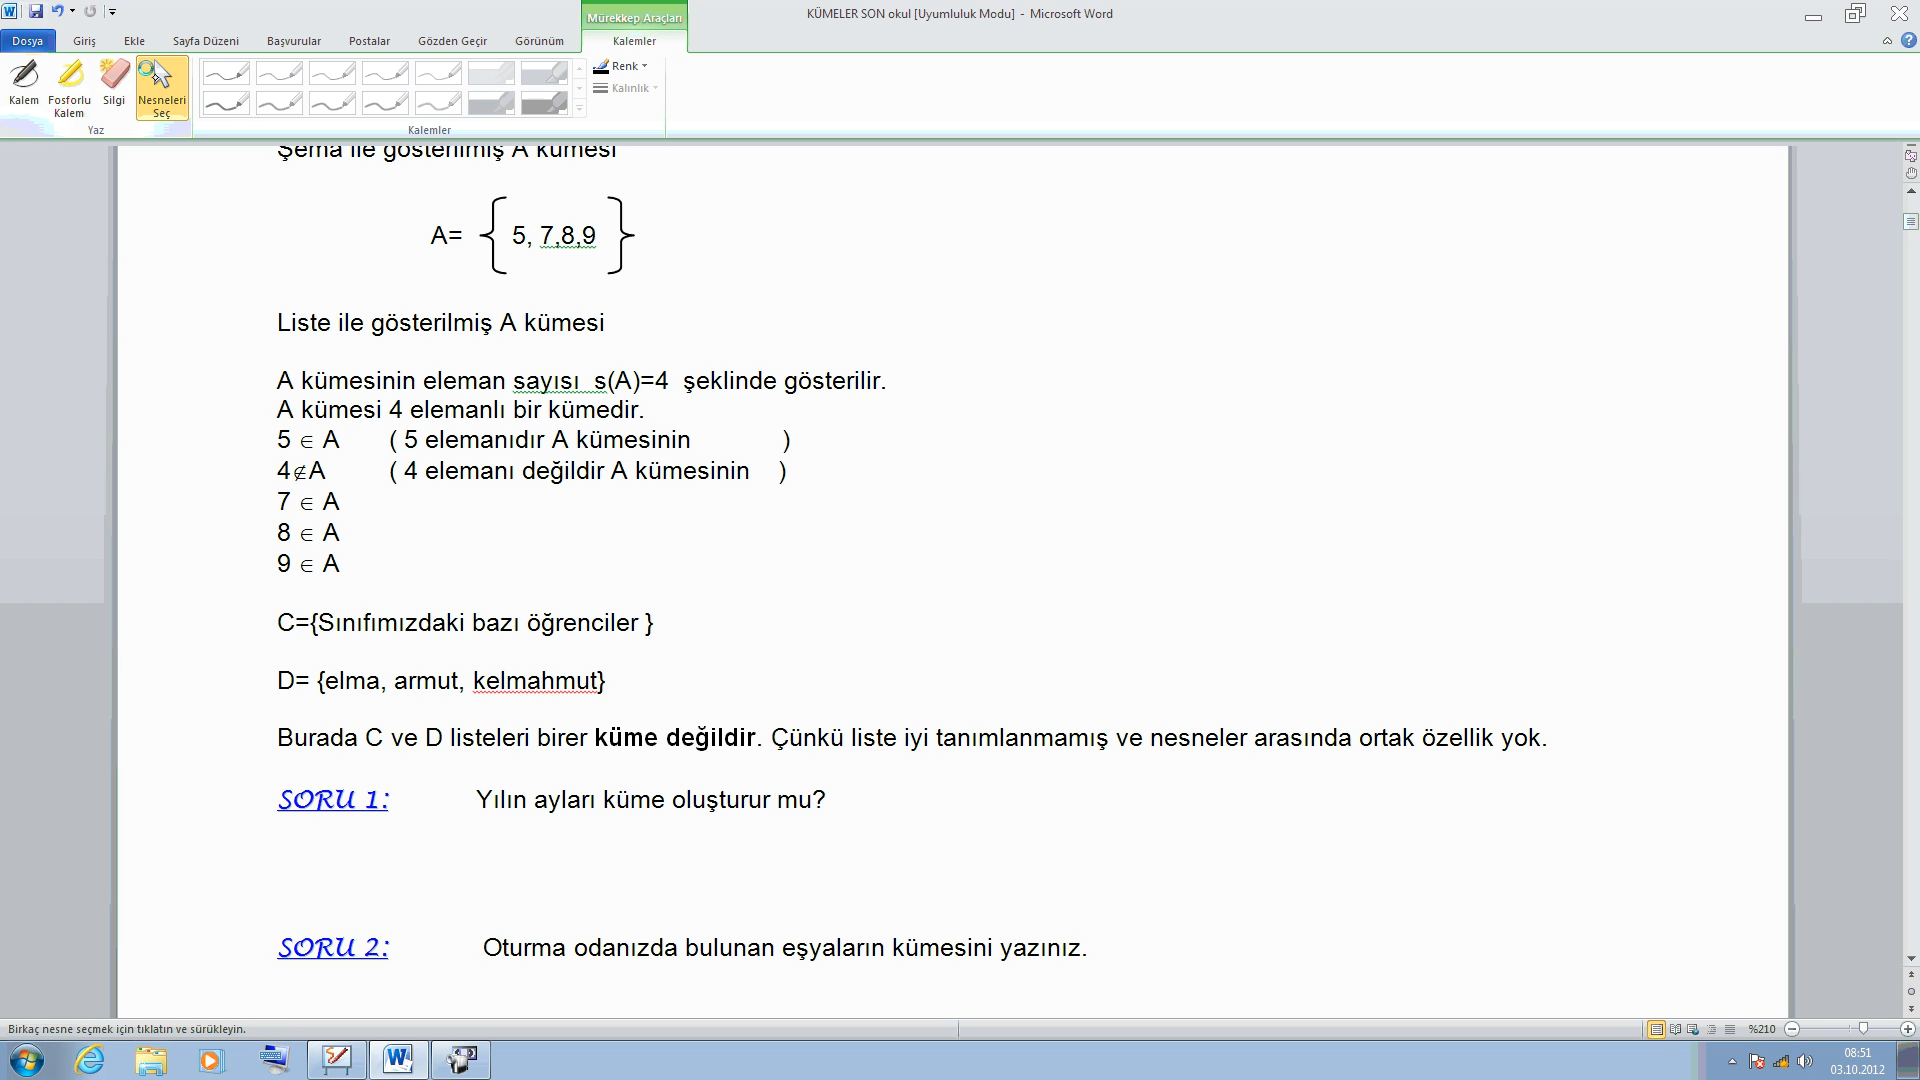 KÜMELER SON okul [Uyumluluk Modu] - Microsoft Word
Mürekkep Araçları
Dosya Giriş Ekle Sayfa Düzeni Başvurular Postalar Gözden Geçir Görünüm Kalemler
Kalem Fosforlu Kalem Silgi Nesneleri Seç
Renk
Kalınlık
Yaz Kalemler
Şema ile gösterilmiş A kümesi
A= { 5, 7,8,9 }
Liste ile gösterilmiş A kümesi
A kümesinin eleman sayısı s(A)=4 şeklinde gösterilir.
A kümesi 4 elemanlı bir kümedir.
5 ∈ A ( 5 elemanıdır A kümesinin )
4∉A ( 4 elemanı değildir A kümesinin )
7 ∈ A
8 ∈ A
9 ∈ A
C={Sınıfımızdaki bazı öğrenciler }
D= {elma, armut, kelmahmut}
Burada C ve D listeleri birer küme değildir. Çünkü liste iyi tanımlanmamış ve nesneler arasında ortak özellik yok.
SORU 1: Yılın ayları küme oluşturur mu?
SORU 2: Oturma odanızda bulunan eşyaların kümesini yazınız.
Birkaç nesne seçmek için tıklatın ve sürükleyin.
%210
08:51
03.10.2012